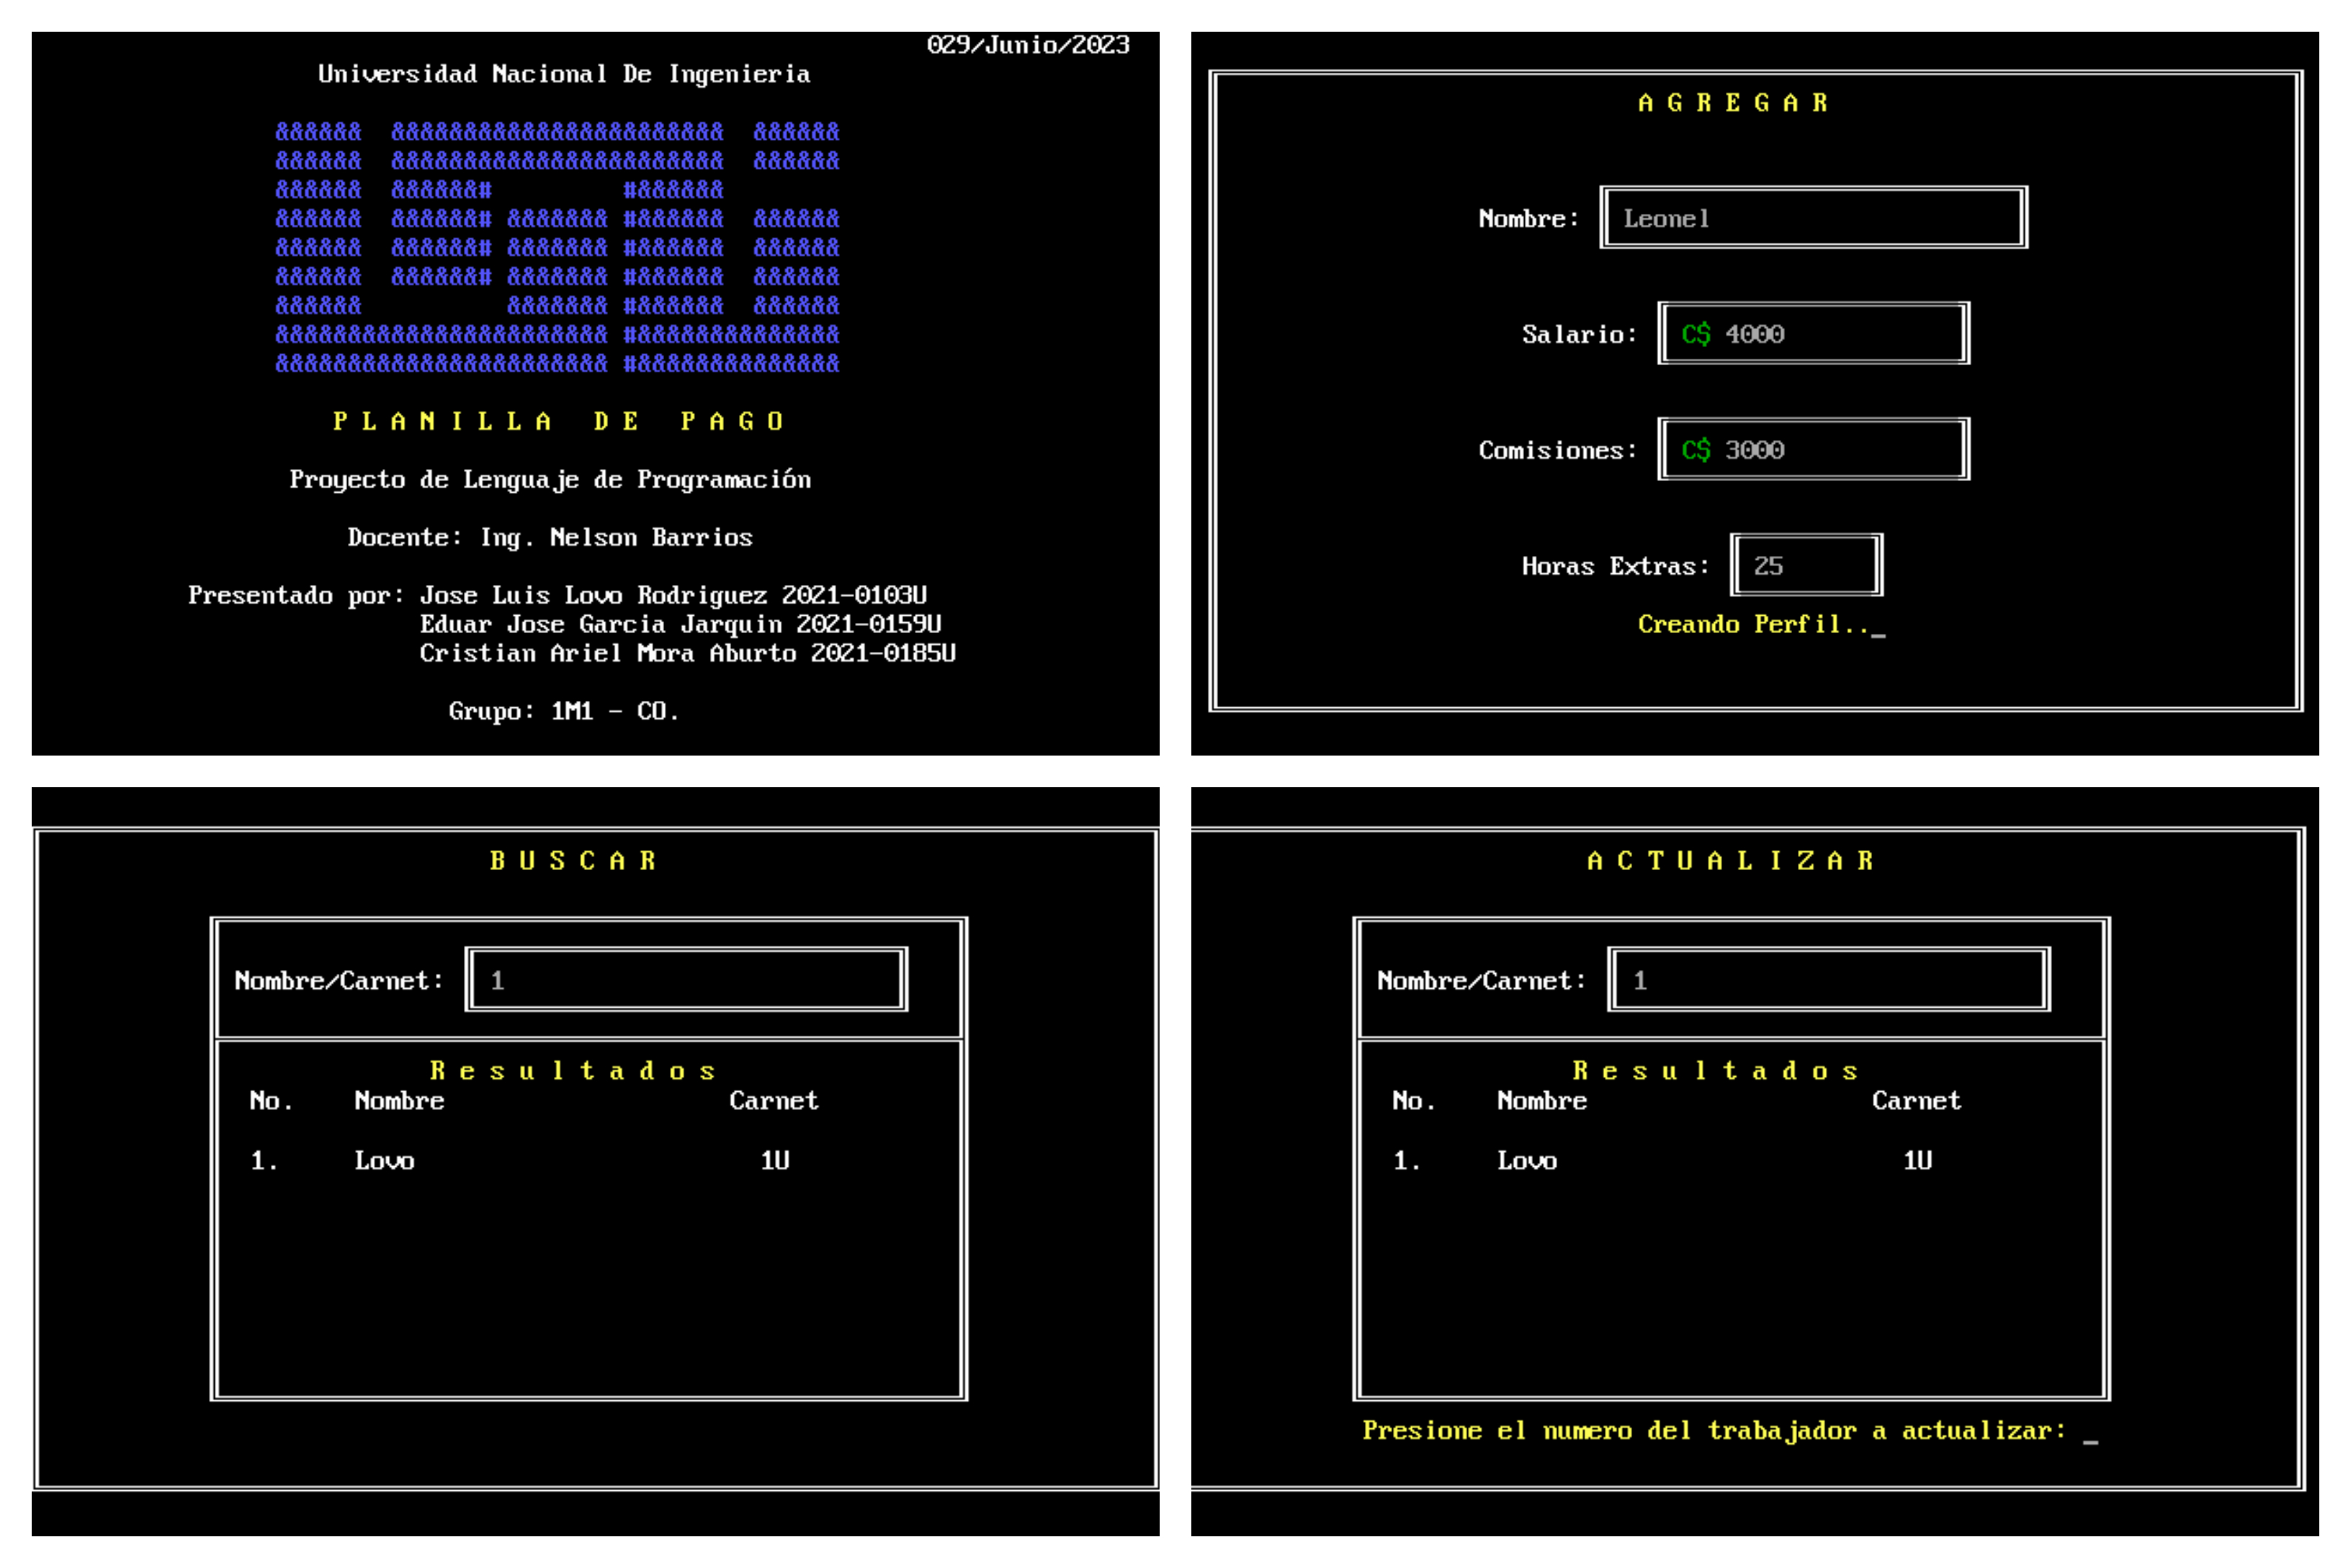 029/Junio/2023
Universidad Nacional De Ingenieria
&&&&&&  &&&&&&&&&&&&&&&&&&&&&&&  &&&&&&
&&&&&&  &&&&&&&&&&&&&&&&&&&&&&&  &&&&&&
&&&&&&  &&&&&&#         #&&&&&&
&&&&&&  &&&&&&# &&&&&&& #&&&&&&  &&&&&&
&&&&&&  &&&&&&# &&&&&&& #&&&&&&  &&&&&&
&&&&&&  &&&&&&# &&&&&&& #&&&&&&  &&&&&&
&&&&&&          &&&&&&& #&&&&&&  &&&&&&
&&&&&&&&&&&&&&&&&&&&&&& #&&&&&&&&&&&&&&
&&&&&&&&&&&&&&&&&&&&&&& #&&&&&&&&&&&&&&
P L A N I L L A   D E   P A G O
Proyecto de Lenguaje de Programación
Docente: Ing. Nelson Barrios
Presentado por: Jose Luis Lovo Rodriguez 2021-0103U
Eduar Jose Garcia Jarquin 2021-0159U
Cristian Ariel Mora Aburto 2021-0185U
Grupo: 1M1 - CO.
A G R E G A R
Nombre: Leonel
Salario: C$ 4000
Comisiones: C$ 3000
Horas Extras: 25
Creando Perfil.._
B U S C A R
Nombre/Carnet: 1
R e s u l t a d o s
No. Nombre Carnet
1. Lovo 1U
A C T U A L I Z A R
Nombre/Carnet: 1
R e s u l t a d o s
No. Nombre Carnet
1. Lovo 1U
Presione el numero del trabajador a actualizar: _